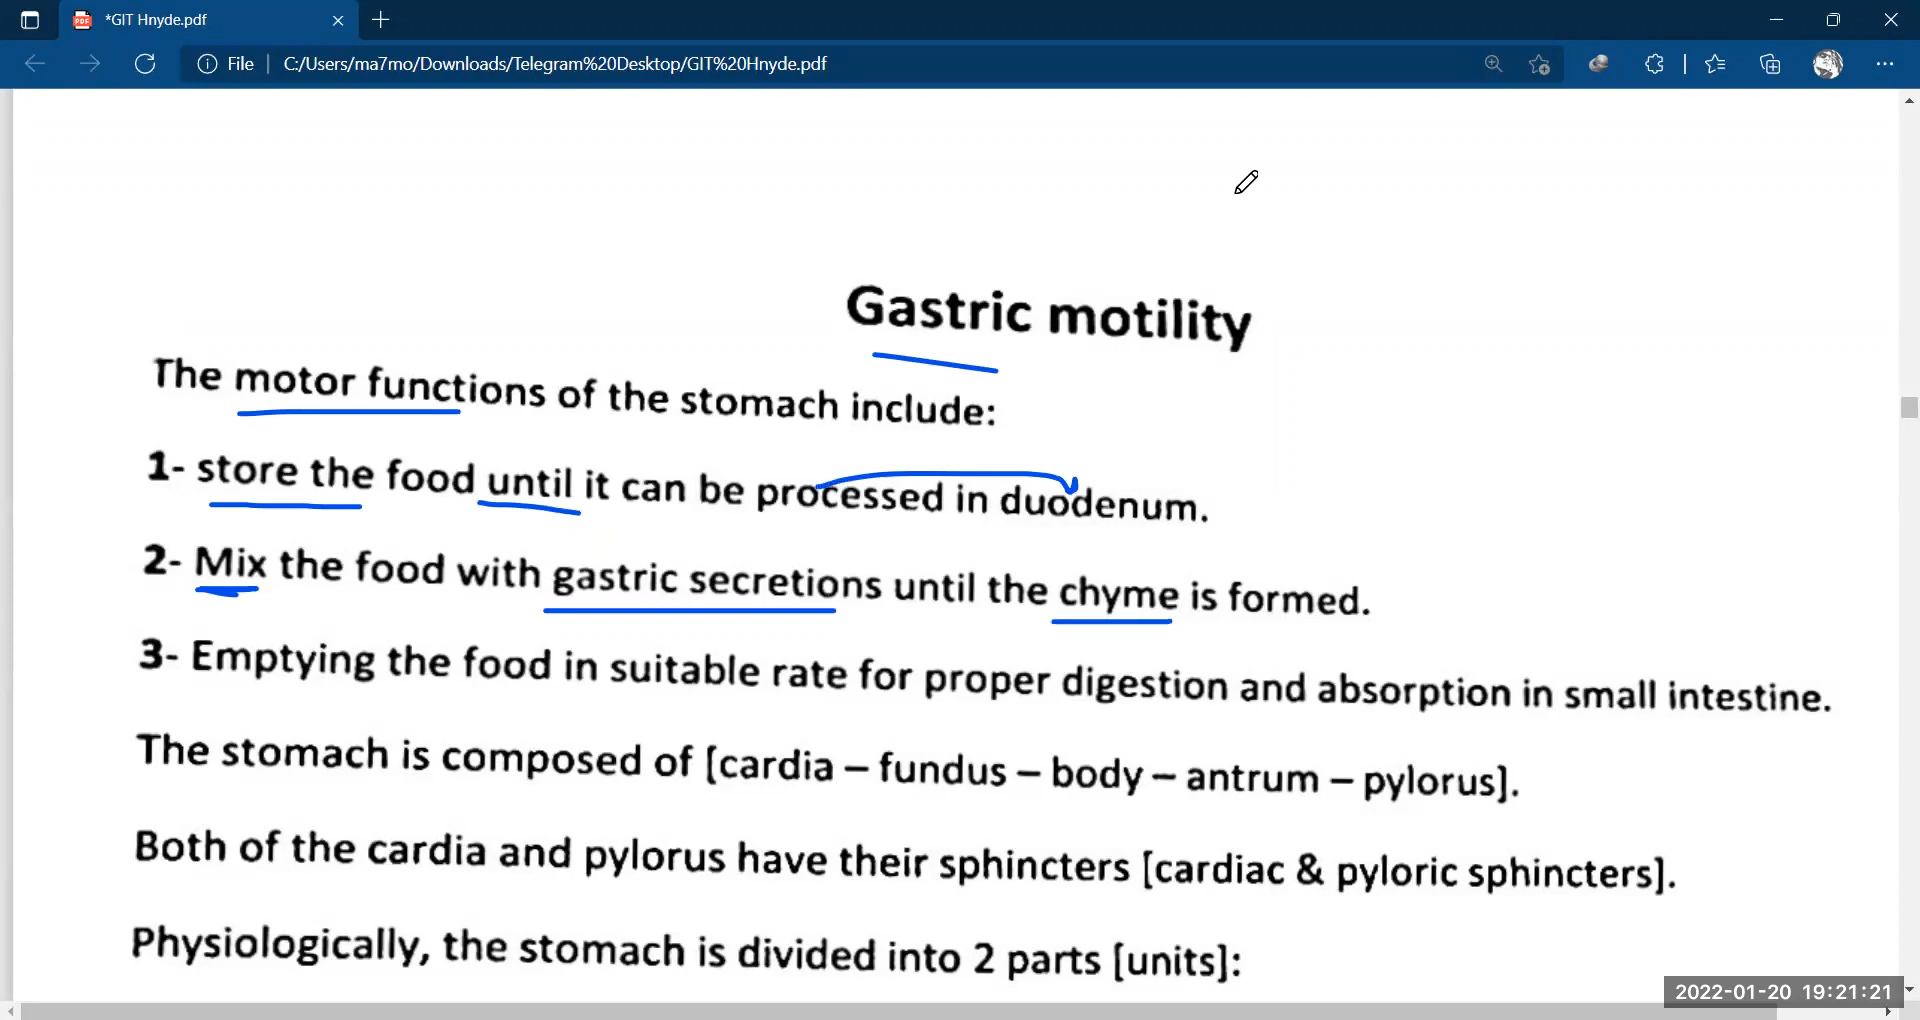 *GIT Hnyde.pdf
File
C:/Users/ma7mo/Downloads/Telegram%20Desktop/GIT%20Hnyde.pdf
Gastric motility
The motor functions of the stomach include:
1- store the food until it can be processed in duodenum.
2- Mix the food with gastric secretions until the chyme is formed.
3- Emptying the food in suitable rate for proper digestion and absorption in small intestine.
The stomach is composed of [cardia – fundus – body – antrum – pylorus].
Both of the cardia and pylorus have their sphincters [cardiac & pyloric sphincters].
Physiologically, the stomach is divided into 2 parts [units]:
2022-01-20 19:21:21